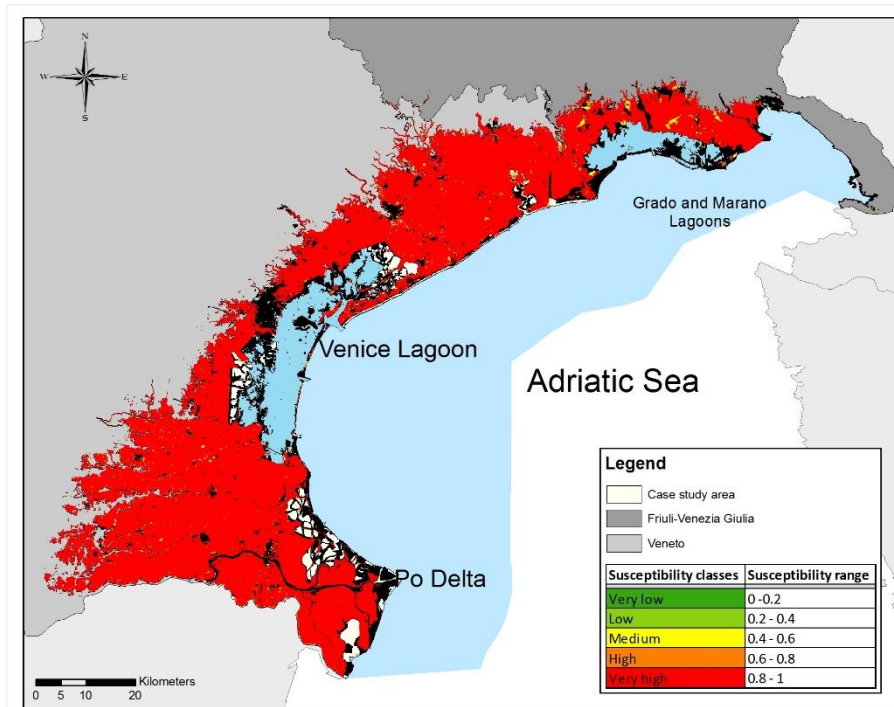 N
W E
S
Grado and Marano
Lagoons
Venice Lagoon
Adriatic Sea
Po Delta
Legend
Case study area
Friuli-Venezia Giulia
Veneto
Susceptibility classes Susceptibility range
Very low 0 -0.2
Low 0.2 - 0.4
Medium 0.4 - 0.6
High 0.6 - 0.8
Very high 0.8 - 1
Kilometers
0 5 10 20